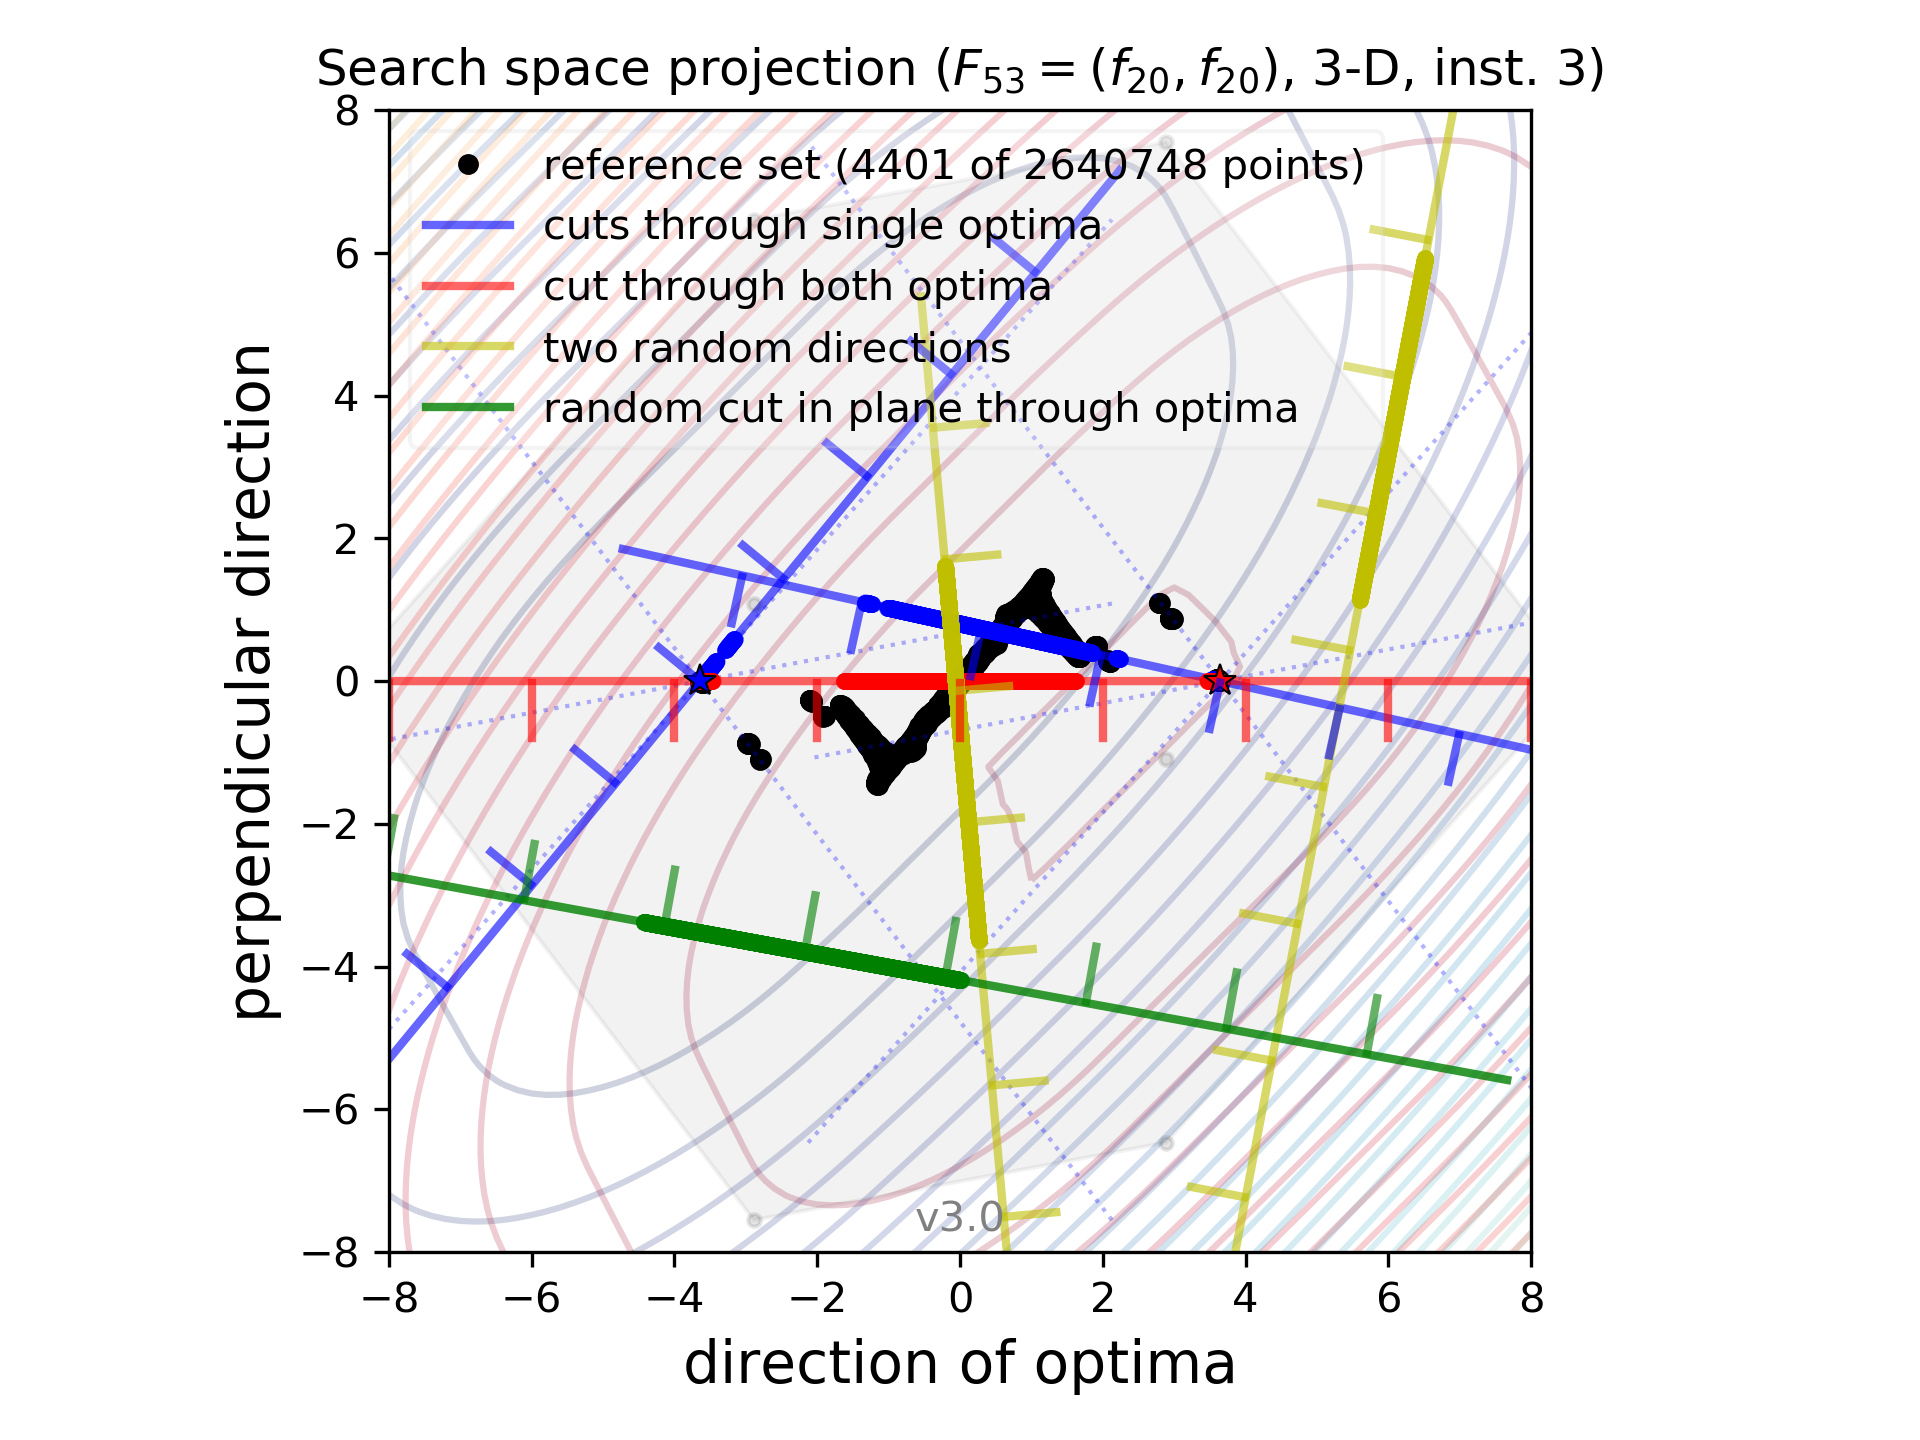 Search space projection (F₅₃ = (f₂₀, f₂₀), 3-D, inst. 3)
reference set (4401 of 2640748 points)
cuts through single optima
cut through both optima
two random directions
random cut in plane through optima
8
6
4
2
0
−2
−4
−6
−8
perpendicular direction
v3.0
−8 −6 −4 −2 0 2 4 6 8
direction of optima